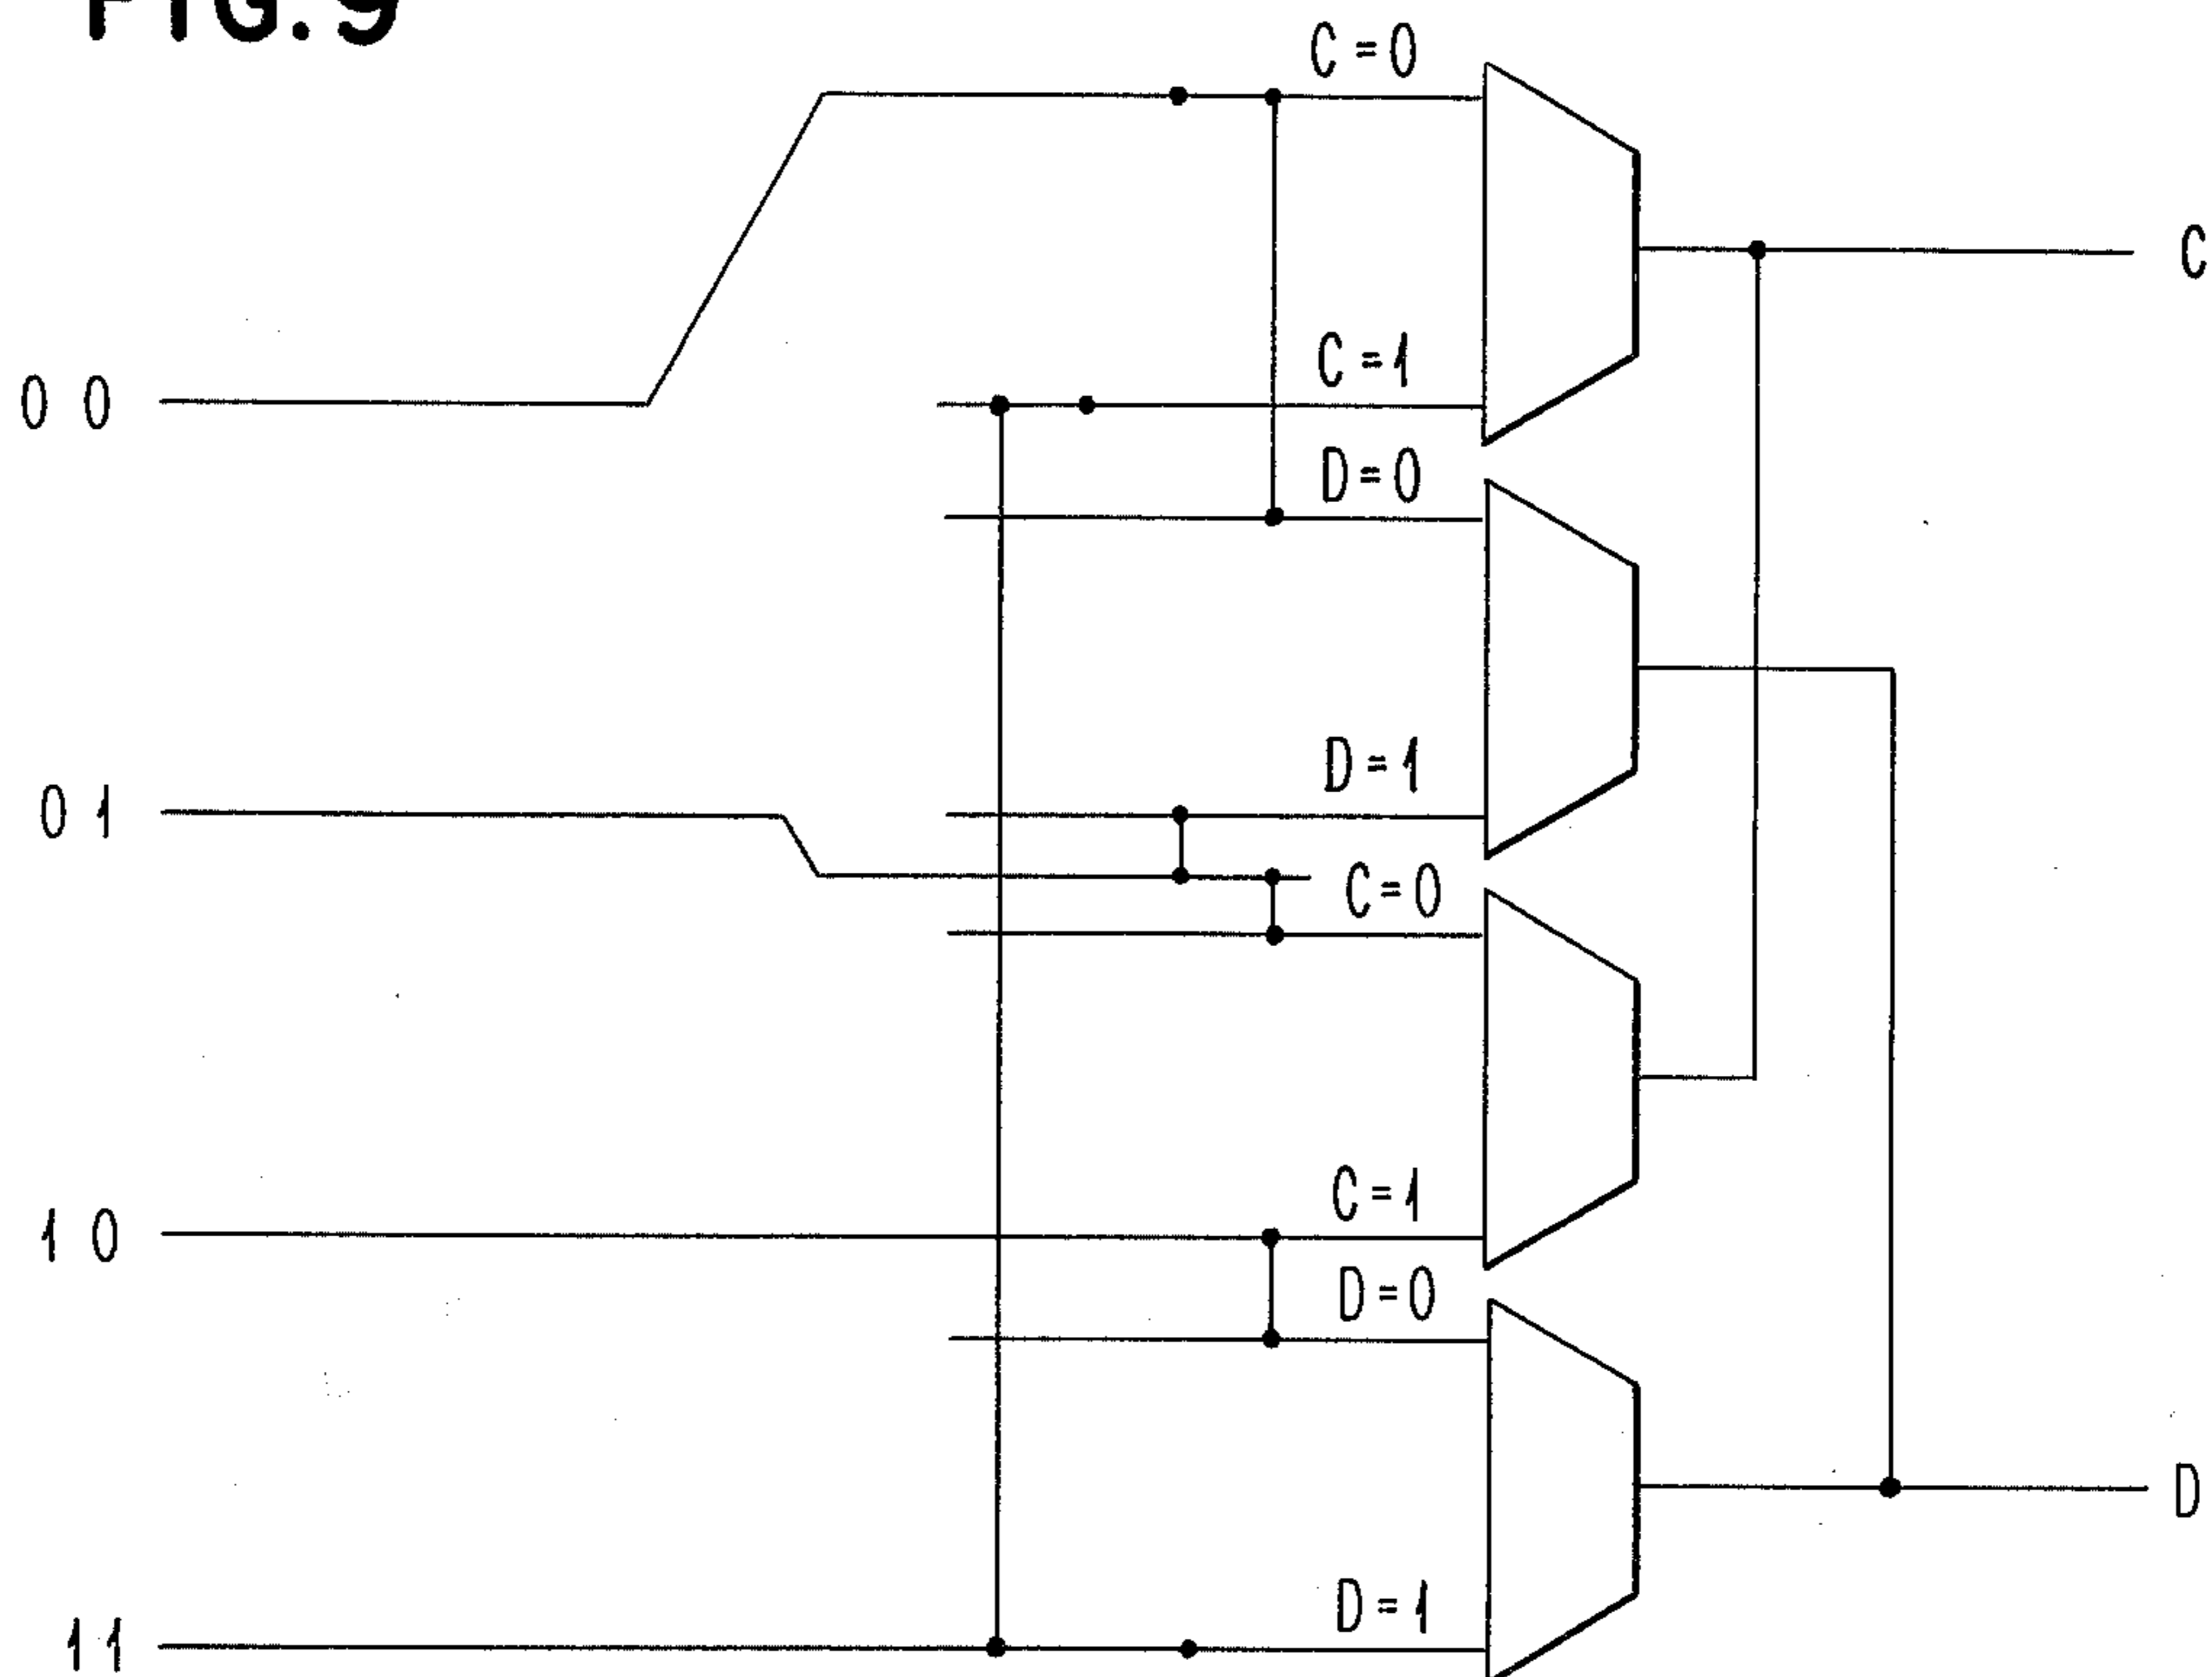 FIG. 9
C = 0
C
0 0
C = 1
D = 0
D = 1
0 1
C = 0
C = 1
1 0
D = 0
D
D = 1
1 1